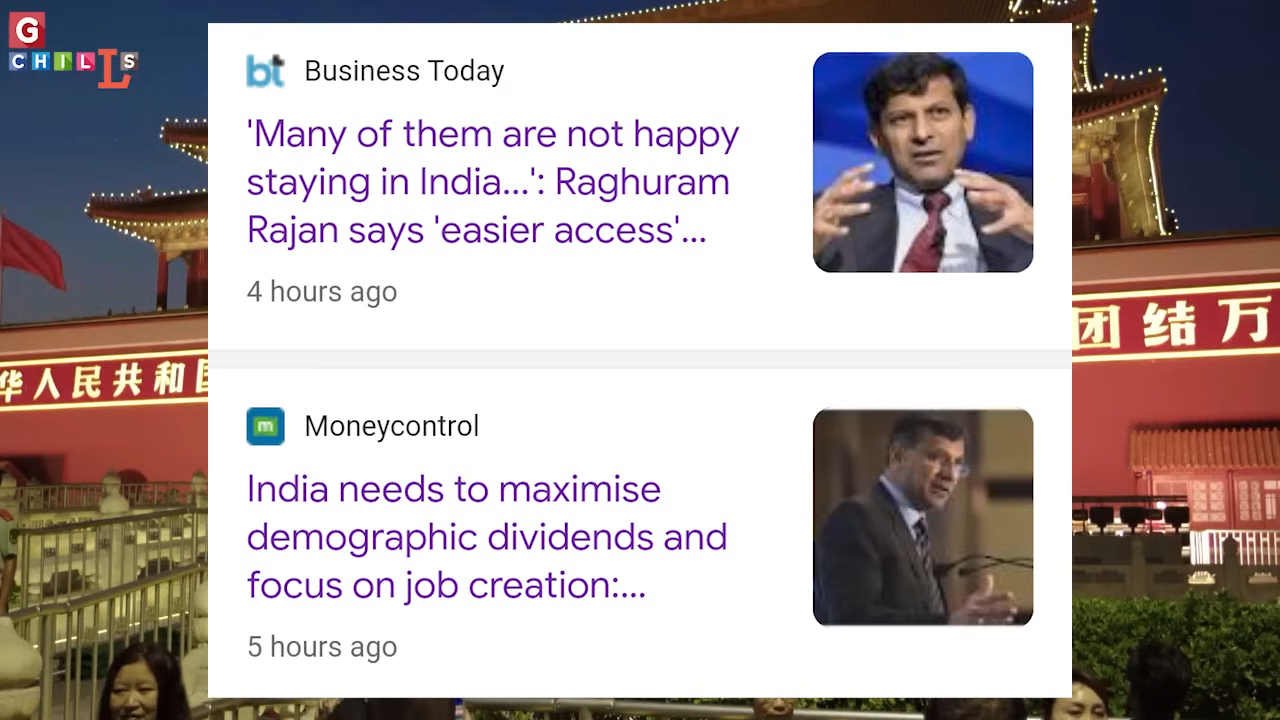 G
CHILLS
bt Business Today
'Many of them are not happy
staying in India...': Raghuram
Rajan says 'easier access'...
4 hours ago
华人民共和
团结万
m Moneycontrol
India needs to maximise
demographic dividends and
focus on job creation:...
5 hours ago